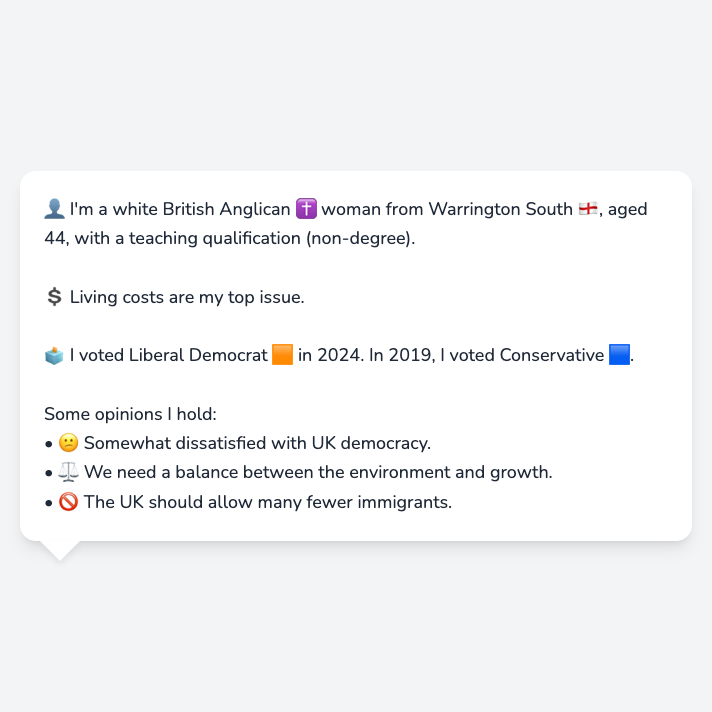 👤 I'm a white British Anglican ✝️ woman from Warrington South 🏴󠁧󠁢󠁥󠁮󠁧󠁿, aged
44, with a teaching qualification (non-degree).
💲 Living costs are my top issue.
🗳️ I voted Liberal Democrat 🟧 in 2024. In 2019, I voted Conservative 🟦.
Some opinions I hold:
• 😕 Somewhat dissatisfied with UK democracy.
• ⚖️ We need a balance between the environment and growth.
• 🚫 The UK should allow many fewer immigrants.